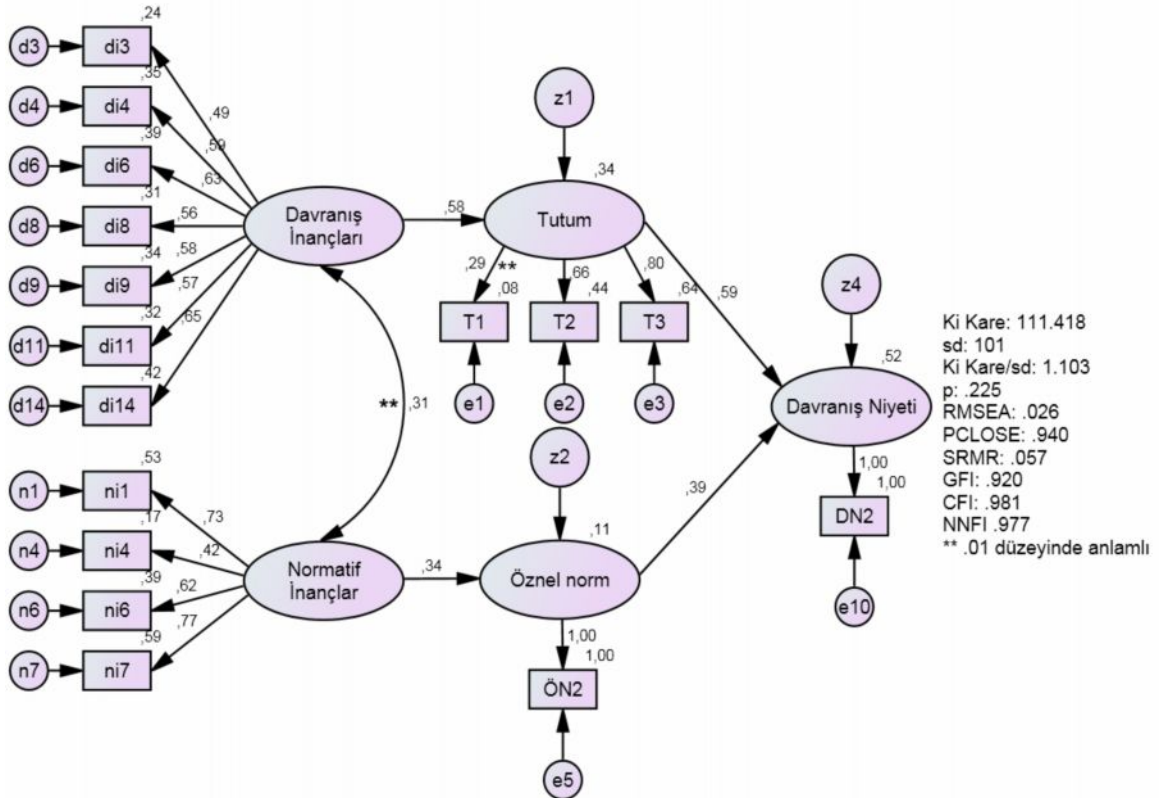 ,24
d3
di3
,35
d4
di4
,49
,39
,59
d6
di6
,63
,31
d8
di8
,56
,34
,58
d9
di9
,57
,32
,65
d11
di11
,42
d14
di14
Davranış
İnançları
,58
z1
,34
Tutum
,29
**
,66
,80
,08
,44
,64
T1
T2
T3
e1
e2
e3
,59
z4
,52
Davranış Niyeti
1,00
1,00
DN2
e10
**
,31
,53
n1
ni1
,73
,17
n4
ni4
,42
,39
,62
n6
ni6
,77
,59
n7
ni7
Normatif
İnançlar
,34
z2
,11
Öznel norm
,39
1,00
1,00
ÖN2
e5
Ki Kare: 111.418
sd: 101
Ki Kare/sd: 1.103
p: .225
RMSEA: .026
PCLOSE: .940
SRMR: .057
GFI: .920
CFI: .981
NNFI .977
** .01 düzeyinde anlamlı